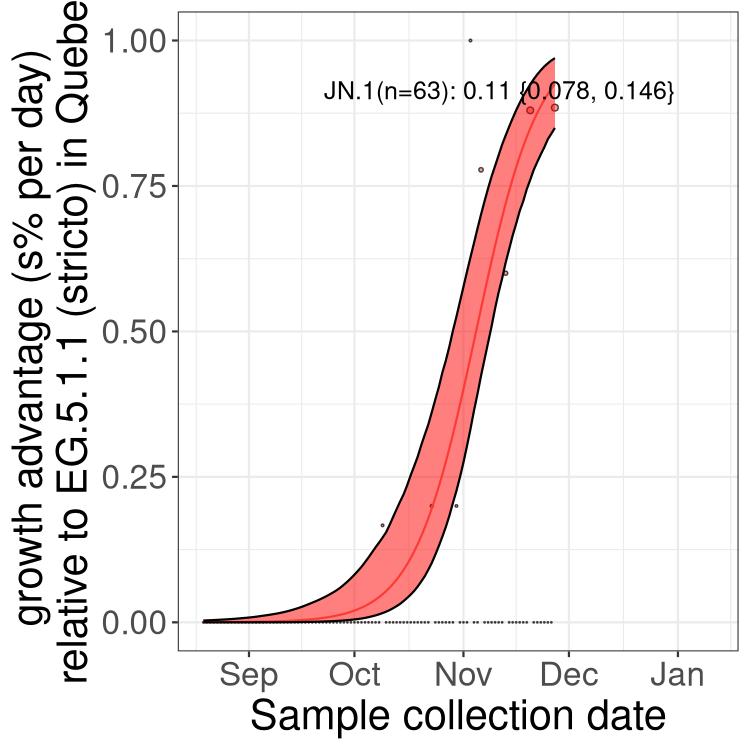 growth advantage (s% per day)
relative to EG.5.1.1 (stricto) in Quebe
1.00
0.75
0.50
0.25
0.00
JN.1(n=63): 0.11 {0.078, 0.146}
Sep Oct Nov Dec Jan
Sample collection date